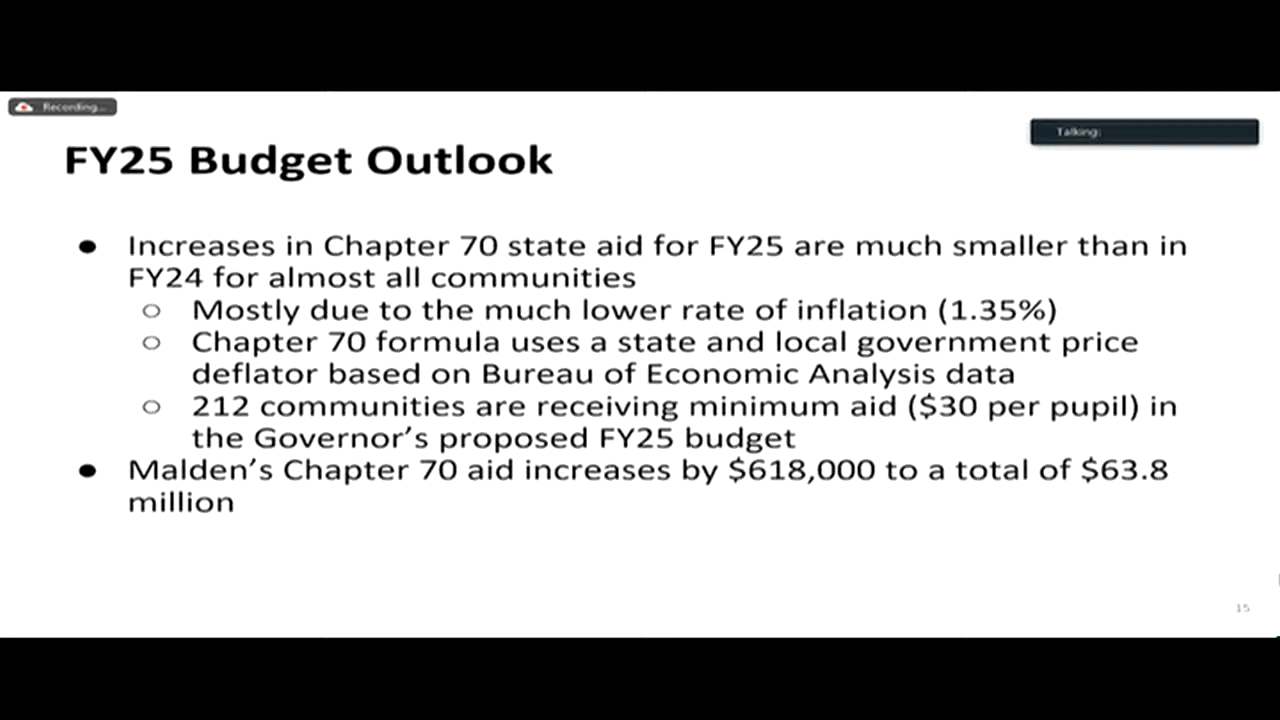 Recording...
Talking:
FY25 Budget Outlook
● Increases in Chapter 70 state aid for FY25 are much smaller than in
FY24 for almost all communities
○ Mostly due to the much lower rate of inflation (1.35%)
○ Chapter 70 formula uses a state and local government price
deflator based on Bureau of Economic Analysis data
○ 212 communities are receiving minimum aid ($30 per pupil) in
the Governor’s proposed FY25 budget
● Malden’s Chapter 70 aid increases by $618,000 to a total of $63.8
million
15